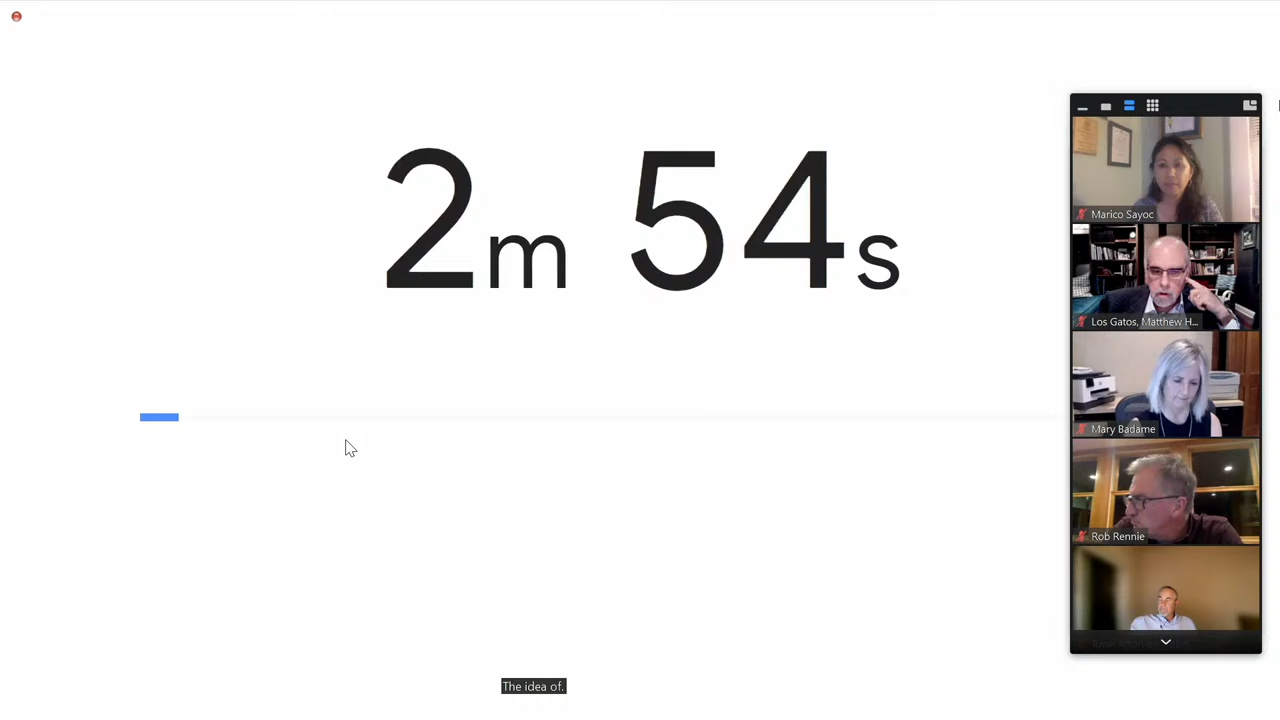 2m 54s
Marico Sayoc
Los Gatos, Matthew H...
Mary Badame
Rob Rennie
The idea of.